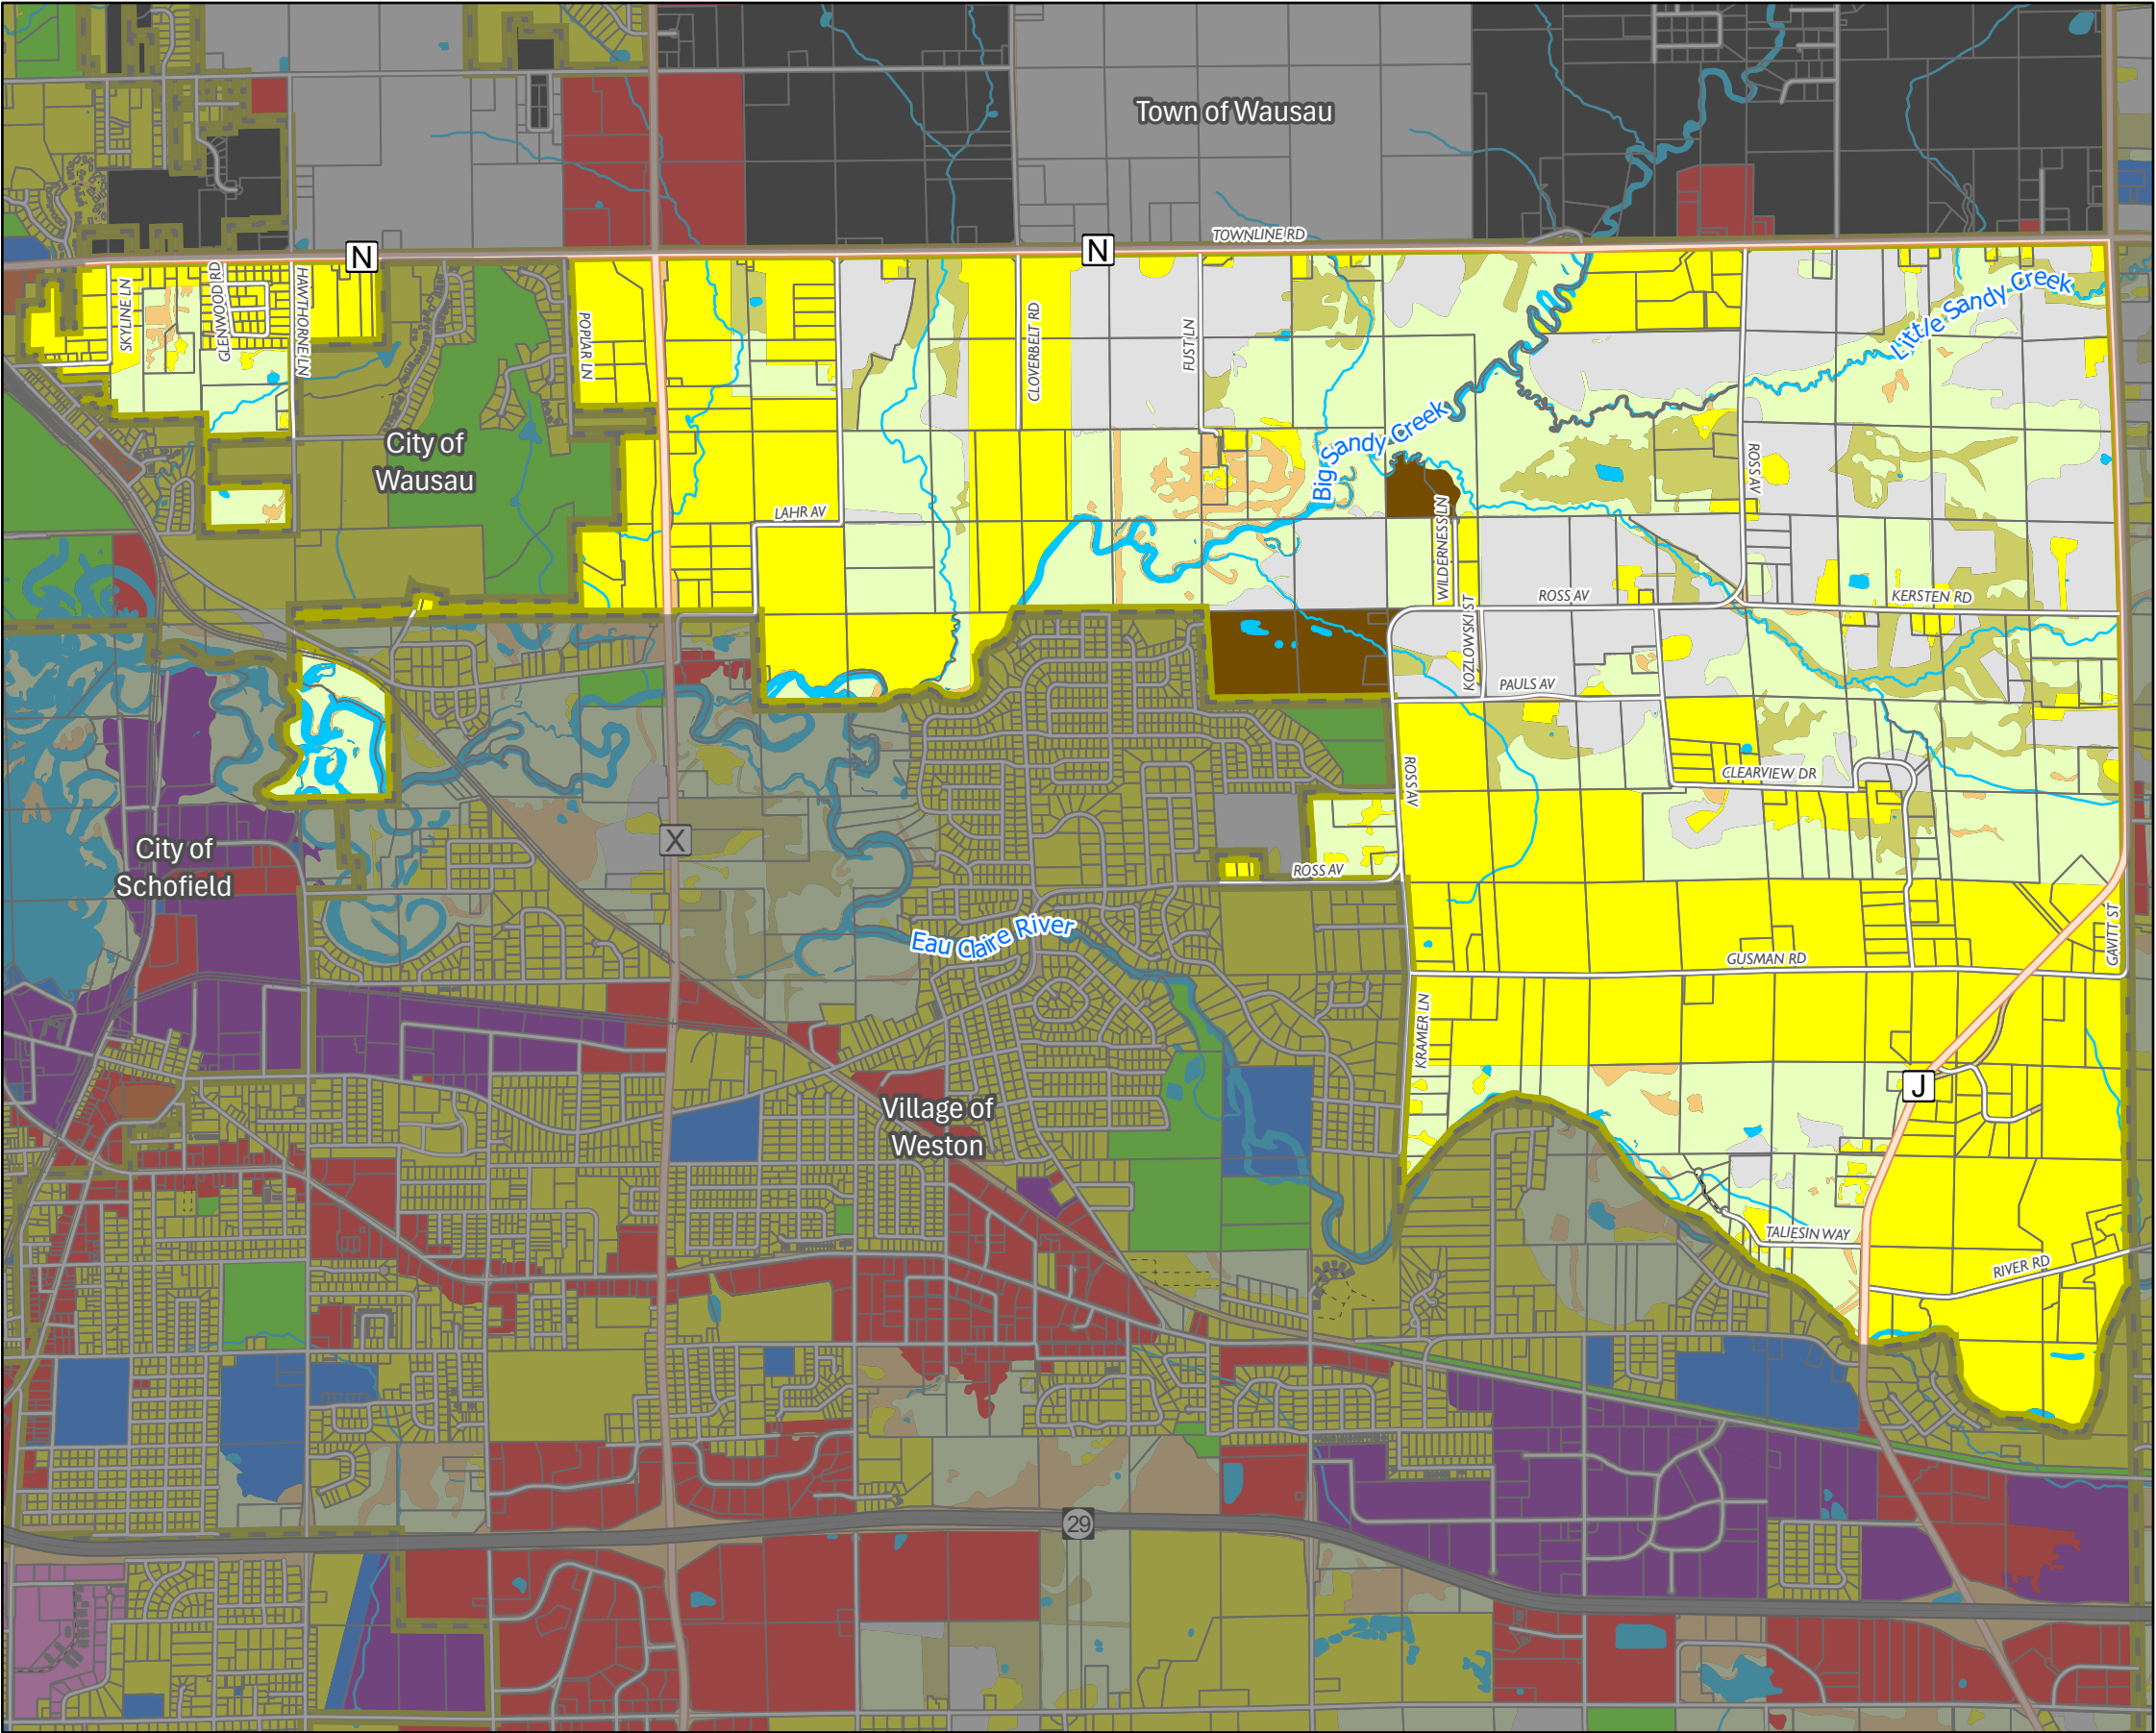 Town of Wausau
TOWNLINE RD
N
N
SKYLINE LN
GLENWOOD RD
HAWTHORNE LN
POPLAR LN
CLOVERBELT RD
FUST LN
Little Sandy Creek
Big Sandy Creek
City of
Wausau
ROSS AV
LAHR AV
WILDERNESS LN
ROSS AV
KERSTEN RD
KOZLOWSKI ST
PAULS AV
ROSS AV
CLEARVIEW DR
X
City of
Schofield
ROSS AV
Eau Claire River
GUSMAN RD
GAVITT ST
KRAMER LN
J
Village of
Weston
TALIESIN WAY
RIVER RD
29